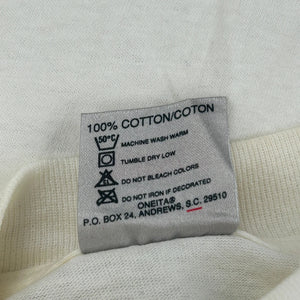 100% COTTON/COTON
50°C MACHINE WASH WARM
TUMBLE DRY LOW
DO NOT BLEACH COLORS
DO NOT IRON IF DECORATED
ONEITA®
P.O. BOX 24, ANDREWS, S.C. 29510